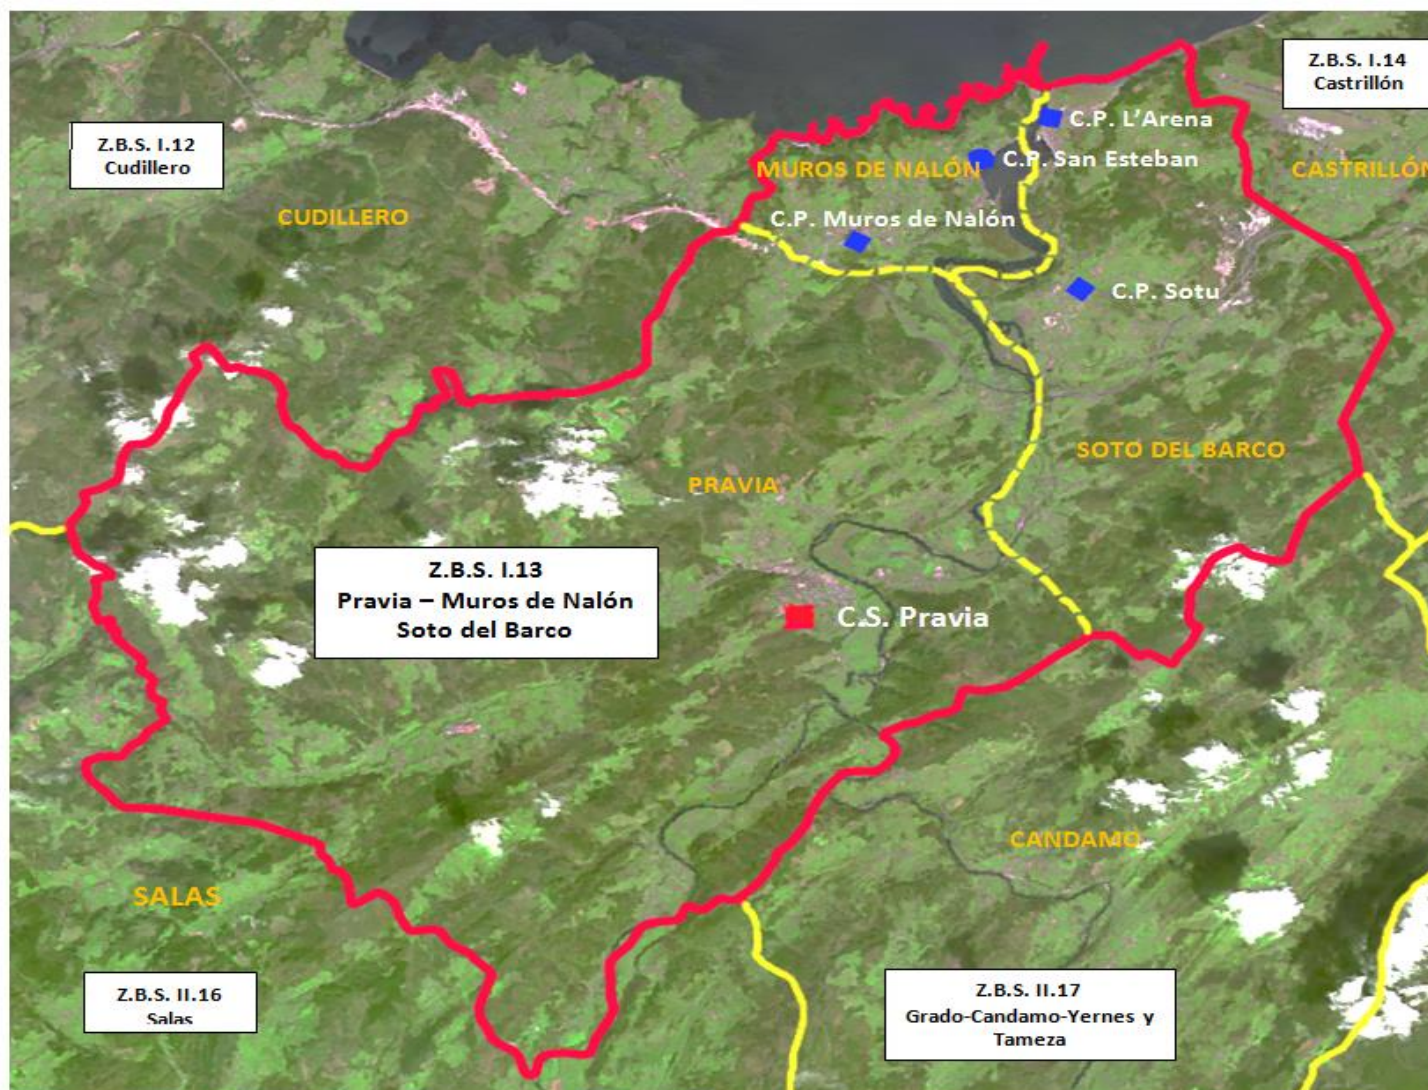 Z.B.S. I.14
Castrillón
C.P. L'Arena
Z.B.S. I.12
Cudillero
C.P. San Esteban
MUROS DE NALÓN
CASTRILLÓN
CUDILLERO
C.P. Muros de Nalón
C.P. Sotu
SOTO DEL BARCO
PRAVIA
Z.B.S. I.13
Pravia – Muros de Nalón
Soto del Barco
C.S. Pravia
CANDAMO
SALAS
Z.B.S. II.16
Salas
Z.B.S. II.17
Grado-Candamo-Yernes y
Tameza